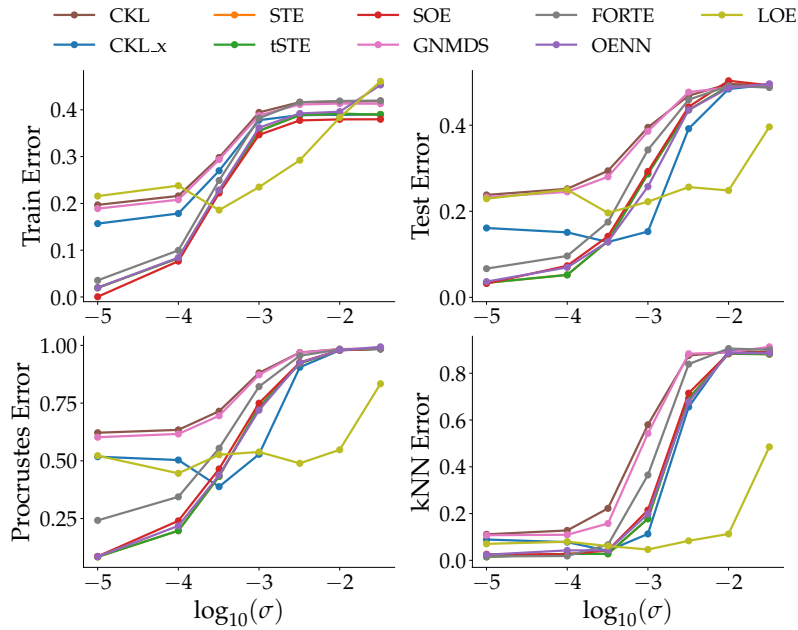 CKL STE SOE FORTE LOE
CKL_x tSTE GNMDS OENN
Train Error
0.4
0.3
0.2
0.1
0.0
−5 −4 −3 −2
Test Error
0.4
0.2
0.0
−5 −4 −3 −2
Procrustes Error
1.00
0.75
0.50
0.25
−5 −4 −3 −2
log₁₀(σ)
kNN Error
0.8
0.6
0.4
0.2
0.0
−5 −4 −3 −2
log₁₀(σ)